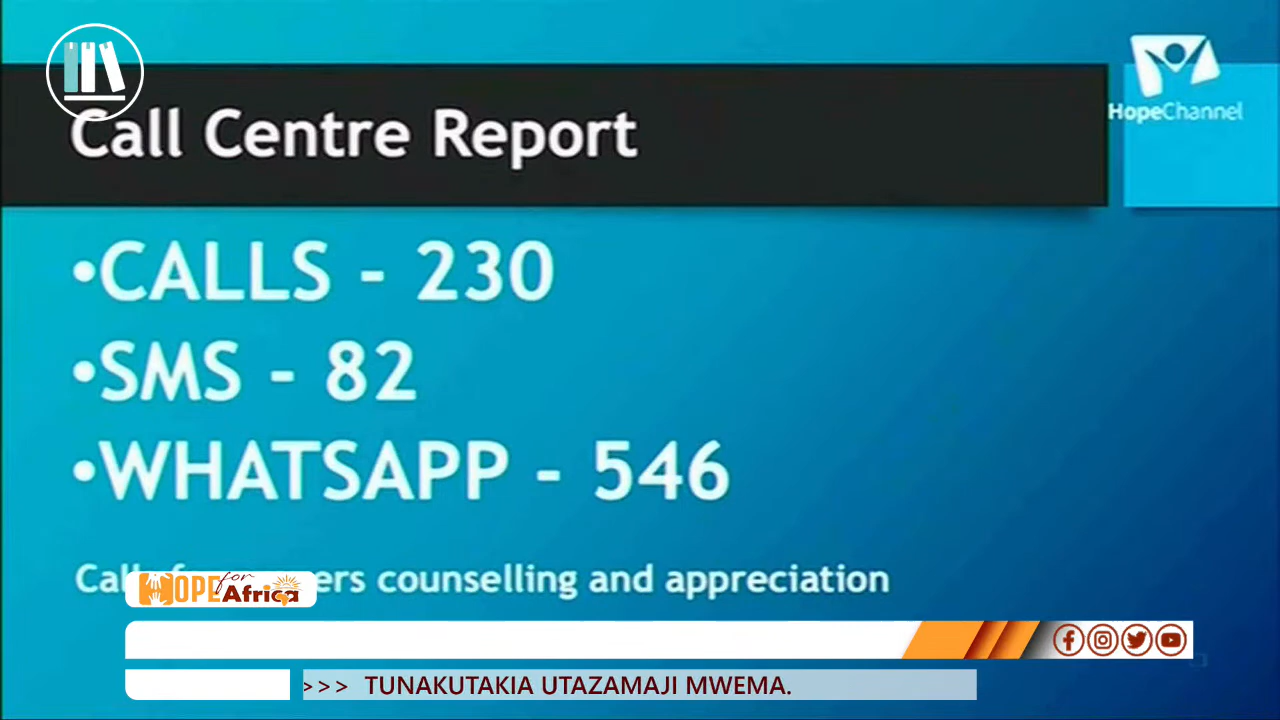 HopeChannel
Call Centre Report
•CALLS - 230
•SMS - 82
•WHATSAPP - 546
counselling and appreciation
HOPE for Africa
>>> TUNAKUTAKIA UTAZAMAJI MWEMA.